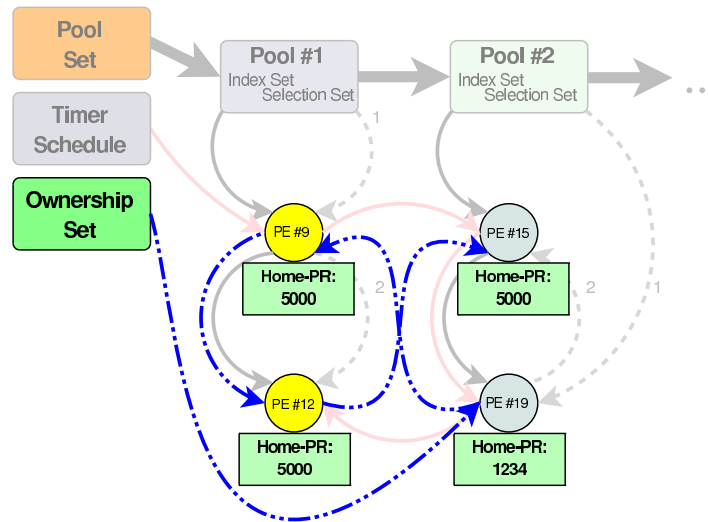 Pool
Set
Pool #1
Index Set
Selection Set
Pool #2
Index Set
Selection Set
..
Timer
Schedule
1
Ownership
Set
PE #9
PE #15
Home-PR:
5000
Home-PR:
5000
2
2
1
PE #12
PE #19
Home-PR:
5000
Home-PR:
1234